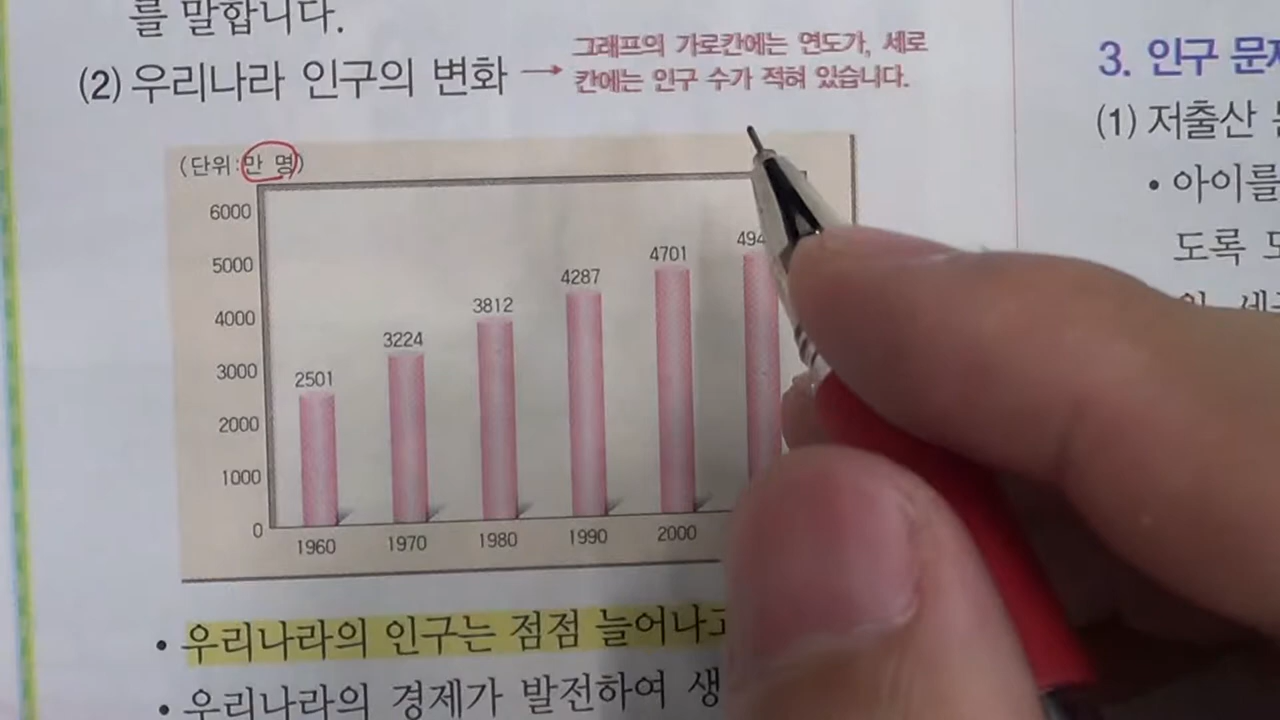 를 말합니다.
(2) 우리나라 인구의 변화 → 그래프의 가로칸에는 연도가, 세로
칸에는 인구 수가 적혀 있습니다.
(단위:만 명)
6000
5000
4000
3000
2000
1000
0
2501
3224
3812
4287
4701
1960
1970
1980
1990
2000
• 우리나라의 인구는 점점
• 우리나라의 경제가 발전하여
3. 인구
(1) 저출산
• 아이를
도록